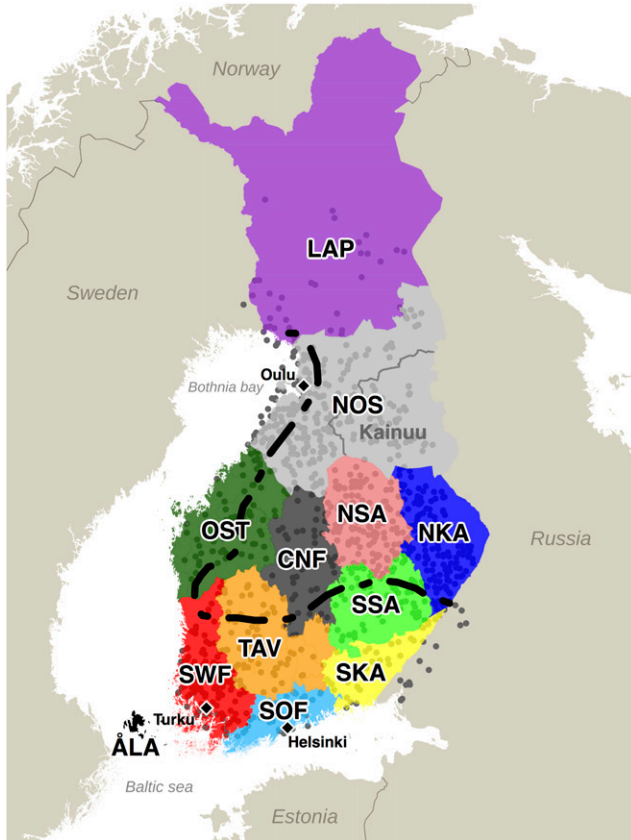 Norway
LAP
Sweden
Oulu
Bothnia bay
NOS
Kainuu
OST
NSA
NKA
CNF
Russia
SSA
TAV
SWF
SKA
SOF
Turku
ÅLA
Helsinki
Baltic sea
Estonia